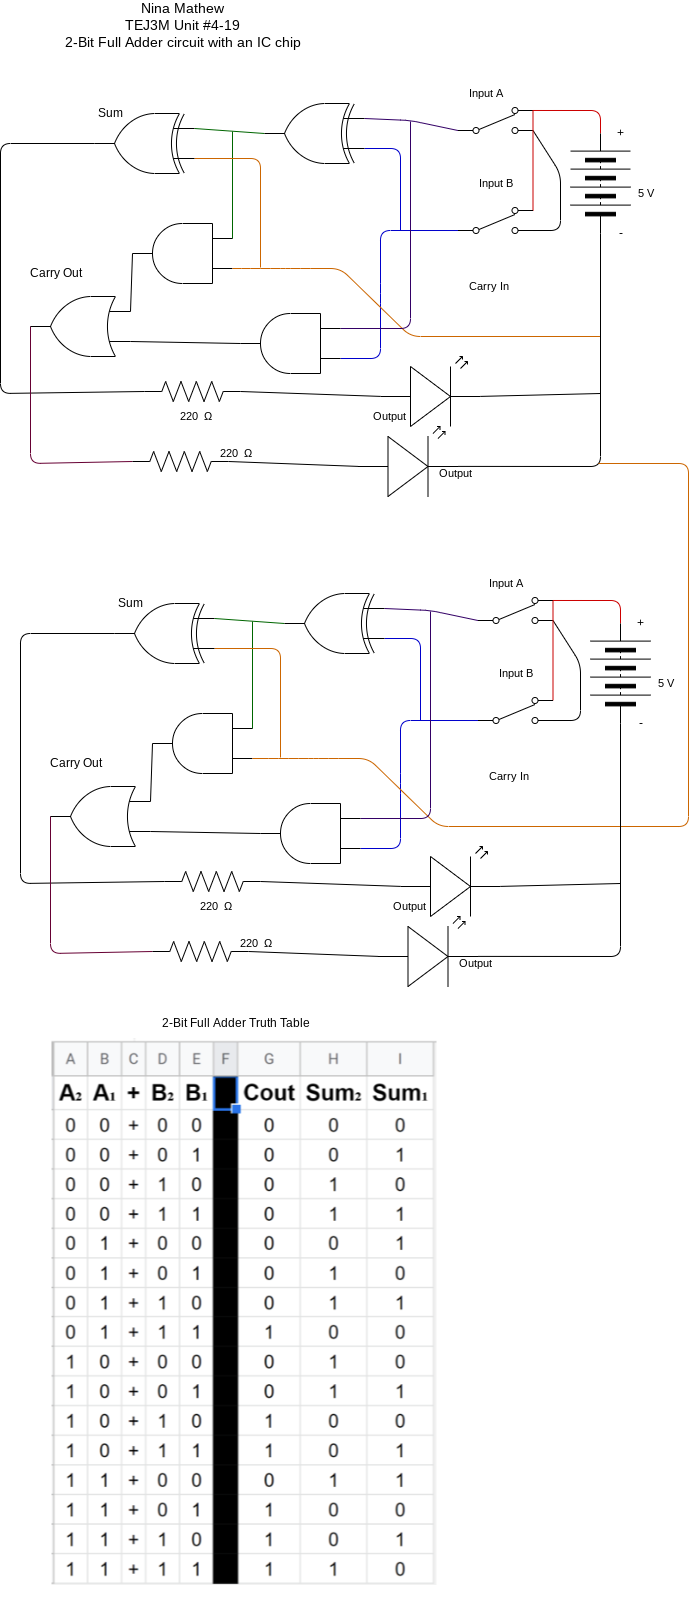 Nina Mathew
TEJ3M Unit #4-19
2-Bit Full Adder circuit with an IC chip
Input A
Sum
+
Input B
5 V
-
Carry Out
Carry In
220 Ω
Output
220 Ω
Output
Input A
Sum
+
Input B
5 V
-
Carry Out
Carry In
220 Ω
Output
220 Ω
Output
2-Bit Full Adder Truth Table
A B C D E F G H I
A₂ A₁ + B₂ B₁ Cout Sum₂ Sum₁
0 0 + 0 0 0 0 0
0 0 + 0 1 0 0 1
0 0 + 1 0 0 1 0
0 0 + 1 1 0 1 1
0 1 + 0 0 0 0 1
0 1 + 0 1 0 1 0
0 1 + 1 0 0 1 1
0 1 + 1 1 1 0 0
1 0 + 0 0 0 1 0
1 0 + 0 1 0 1 1
1 0 + 1 0 1 0 0
1 0 + 1 1 1 0 1
1 1 + 0 0 0 1 1
1 1 + 0 1 1 0 0
1 1 + 1 0 1 0 1
1 1 + 1 1 1 1 0